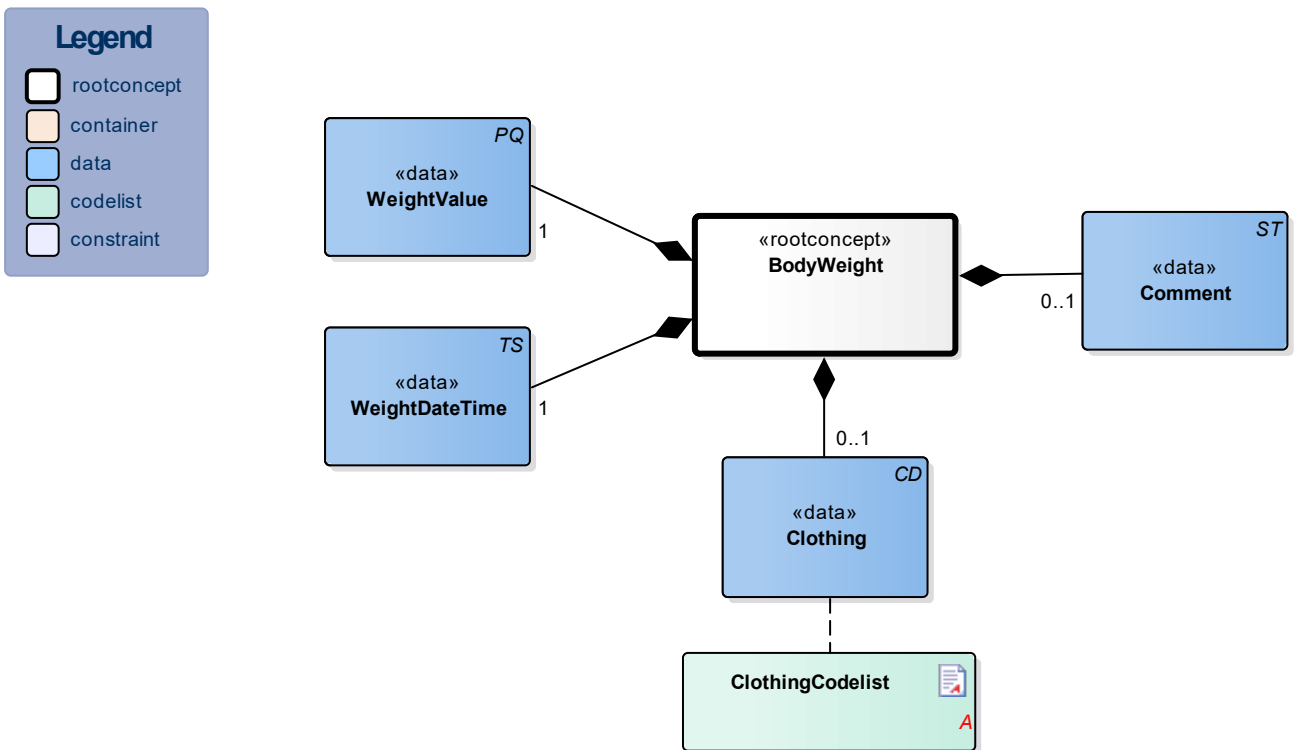 Legend
rootconcept
container
data
codelist
constraint
PQ
«data»
WeightValue
1
TS
«data»
WeightDateTime
1
«rootconcept»
BodyWeight
ST
«data»
Comment
0..1
0..1
CD
«data»
Clothing
ClothingCodelist
A
A